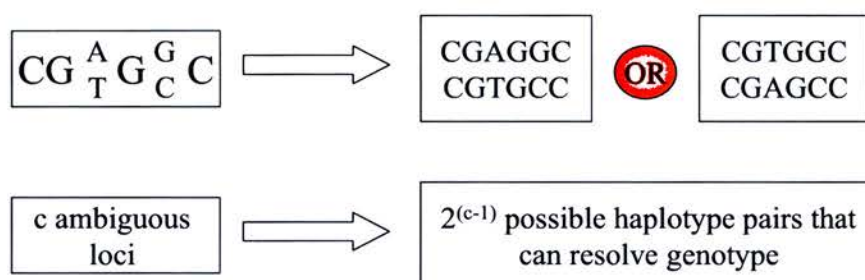 CG A/T G G/C C
CGAGGC
CGTGCC
OR
CGTGGC
CGAGCC
c ambiguous
loci
2^(c-1) possible haplotype pairs that
can resolve genotype